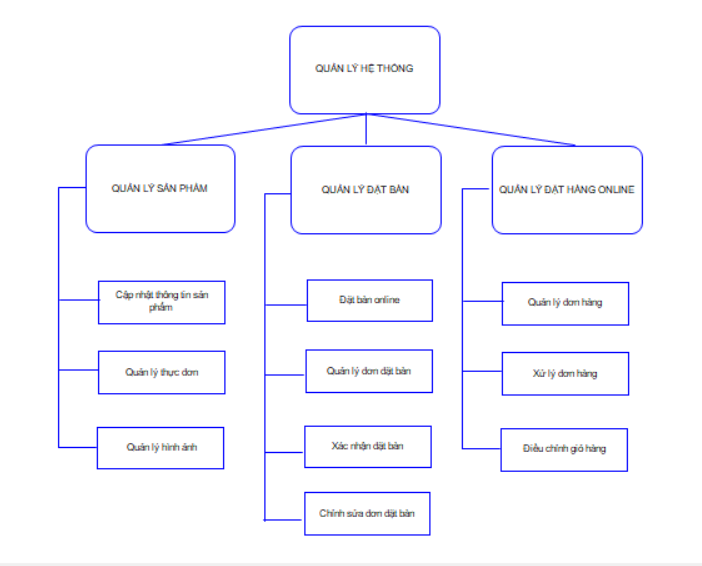 QUẢN LÝ HỆ THỐNG
QUẢN LÝ SẢN PHẨM
QUẢN LÝ ĐẶT BÀN
QUẢN LÝ ĐẶT HÀNG ONLINE
Cập nhật thông tin sản
phẩm
Quản lý thực đơn
Quản lý hình ảnh
Đặt bàn online
Quản lý đơn đặt bàn
Xác nhận đặt bàn
Chỉnh sửa đơn đặt bàn
Quản lý đơn hàng
Xử lý đơn hàng
Điều chỉnh giỏ hàng